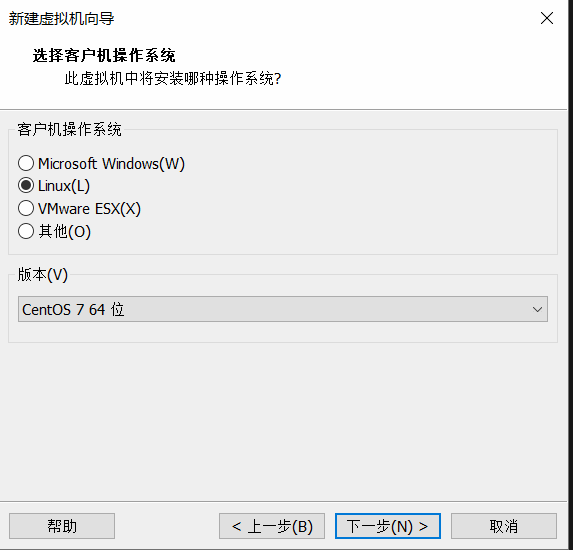 新建虚拟机向导
选择客户机操作系统
此虚拟机中将安装哪种操作系统?
客户机操作系统
Microsoft Windows(W)
Linux(L)
VMware ESX(X)
其他(O)
版本(V)
CentOS 7 64 位
帮助
< 上一步(B)
下一步(N) >
取消